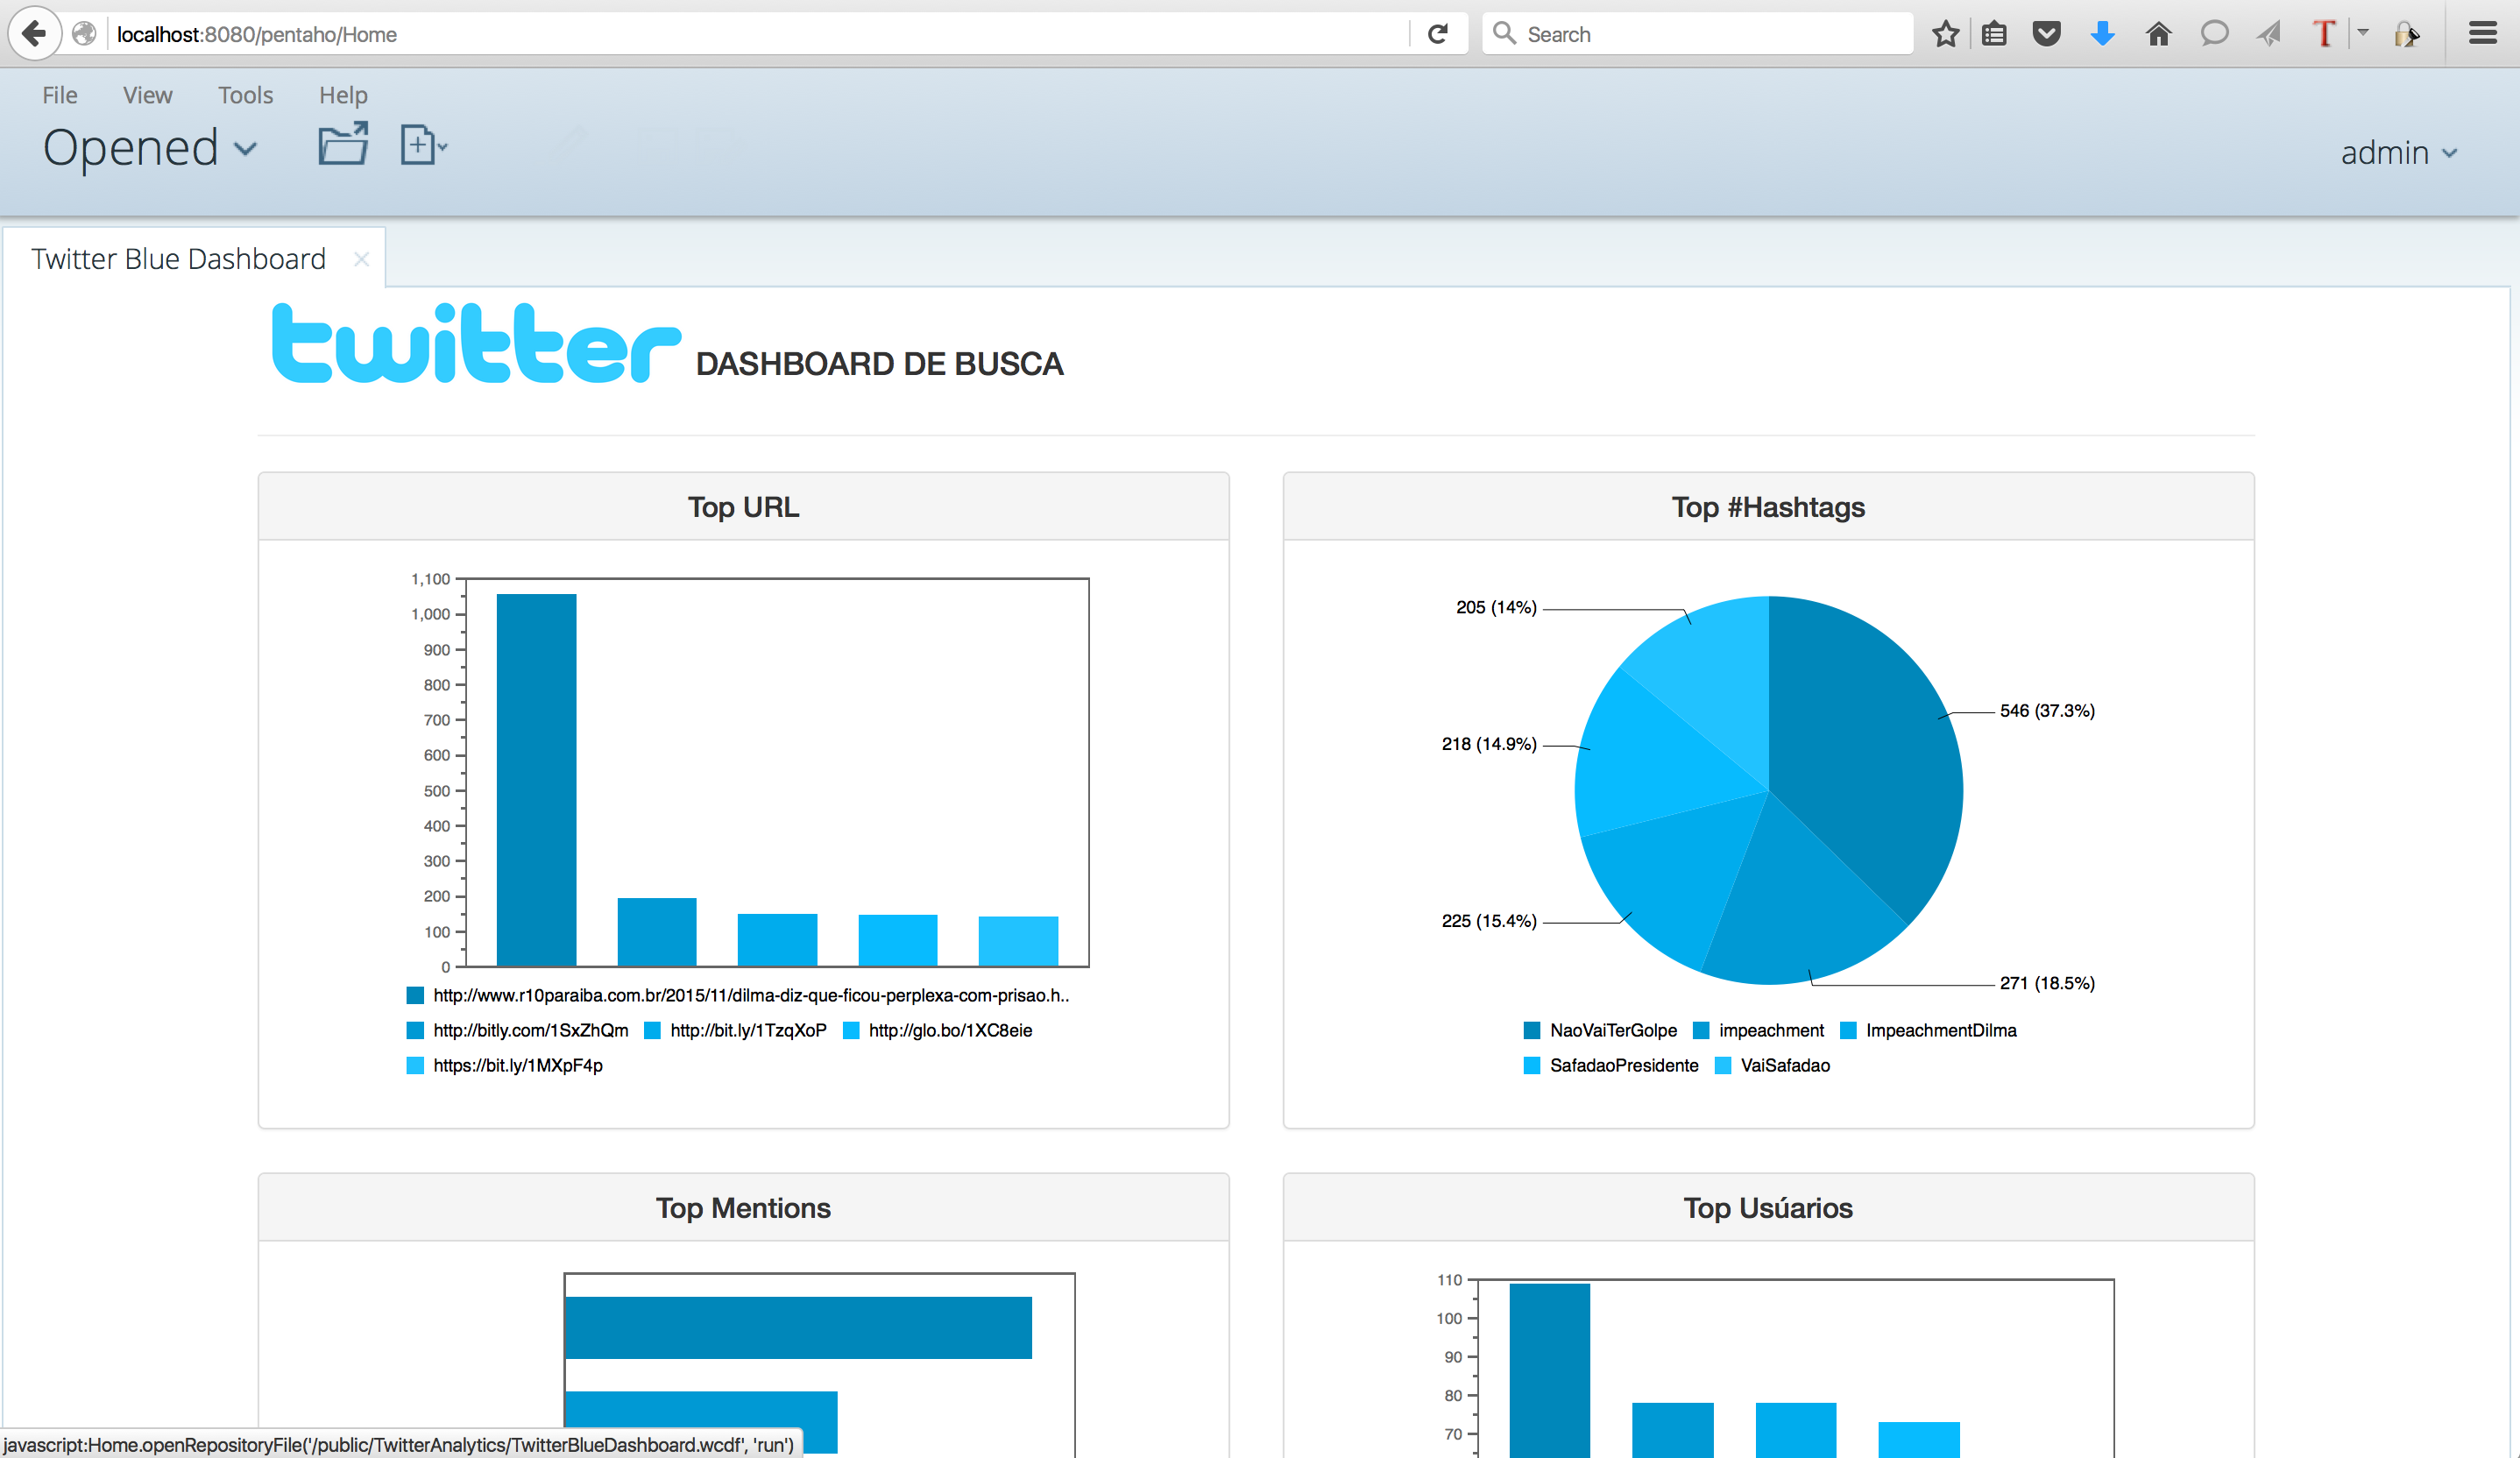 localhost:8080/pentaho/Home
Search
T
File View Tools Help
Opened
admin
Twitter Blue Dashboard
twitter DASHBOARD DE BUSCA
Top URL
1,100
1,000
900
800
700
600
500
400
300
200
100
0
http://www.r10paraiba.com.br/2015/11/dilma-diz-que-ficou-perplexa-com-prisao.h..
http://bitly.com/1SxZhQm http://bit.ly/1TzqXoP http://glo.bo/1XC8eie
https://bit.ly/1MXpF4p
Top #Hashtags
205 (14%)
546 (37.3%)
218 (14.9%)
225 (15.4%)
271 (18.5%)
NaoVaiTerGolpe impeachment ImpeachmentDilma
SafadaoPresidente VaiSafadao
Top Mentions
Top Usúarios
110
100
90
80
70
javascript:Home.openRepositoryFile('/public/TwitterAnalytics/TwitterBlueDashboard.wcdf', 'run')